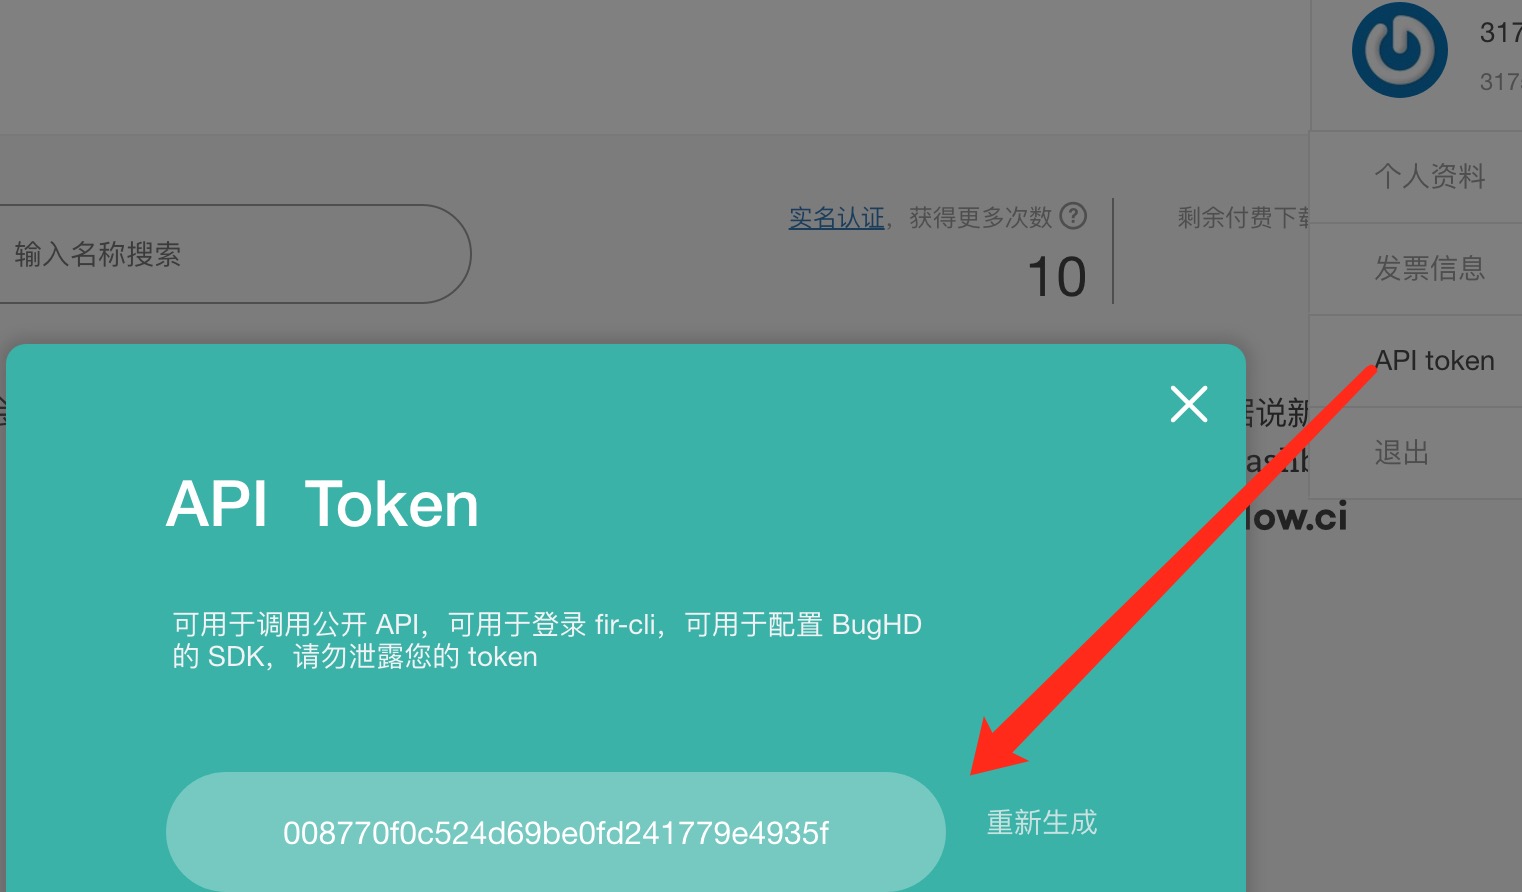 317
317
个人资料
实名认证，获得更多次数 ?
剩余付费下
输入名称搜索
10
发票信息
API token
说新
退出
API Token
low.ci
可用于调用公开 API，可用于登录 fir-cli，可用于配置 BugHD
的 SDK，请勿泄露您的 token
008770f0c524d69be0fd241779e4935f
重新生成